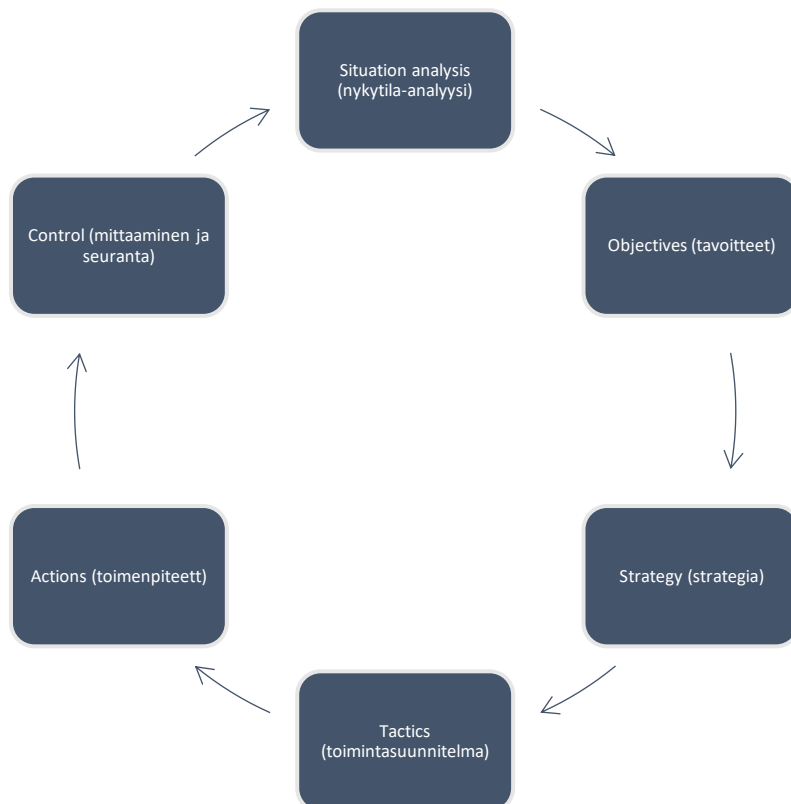 Situation analysis
(nykytila-analyysi)
Objectives (tavoitteet)
Strategy (strategia)
Tactics
(toimintasuunnitelma)
Actions (toimenpiteett)
Control (mittaaminen ja
seuranta)